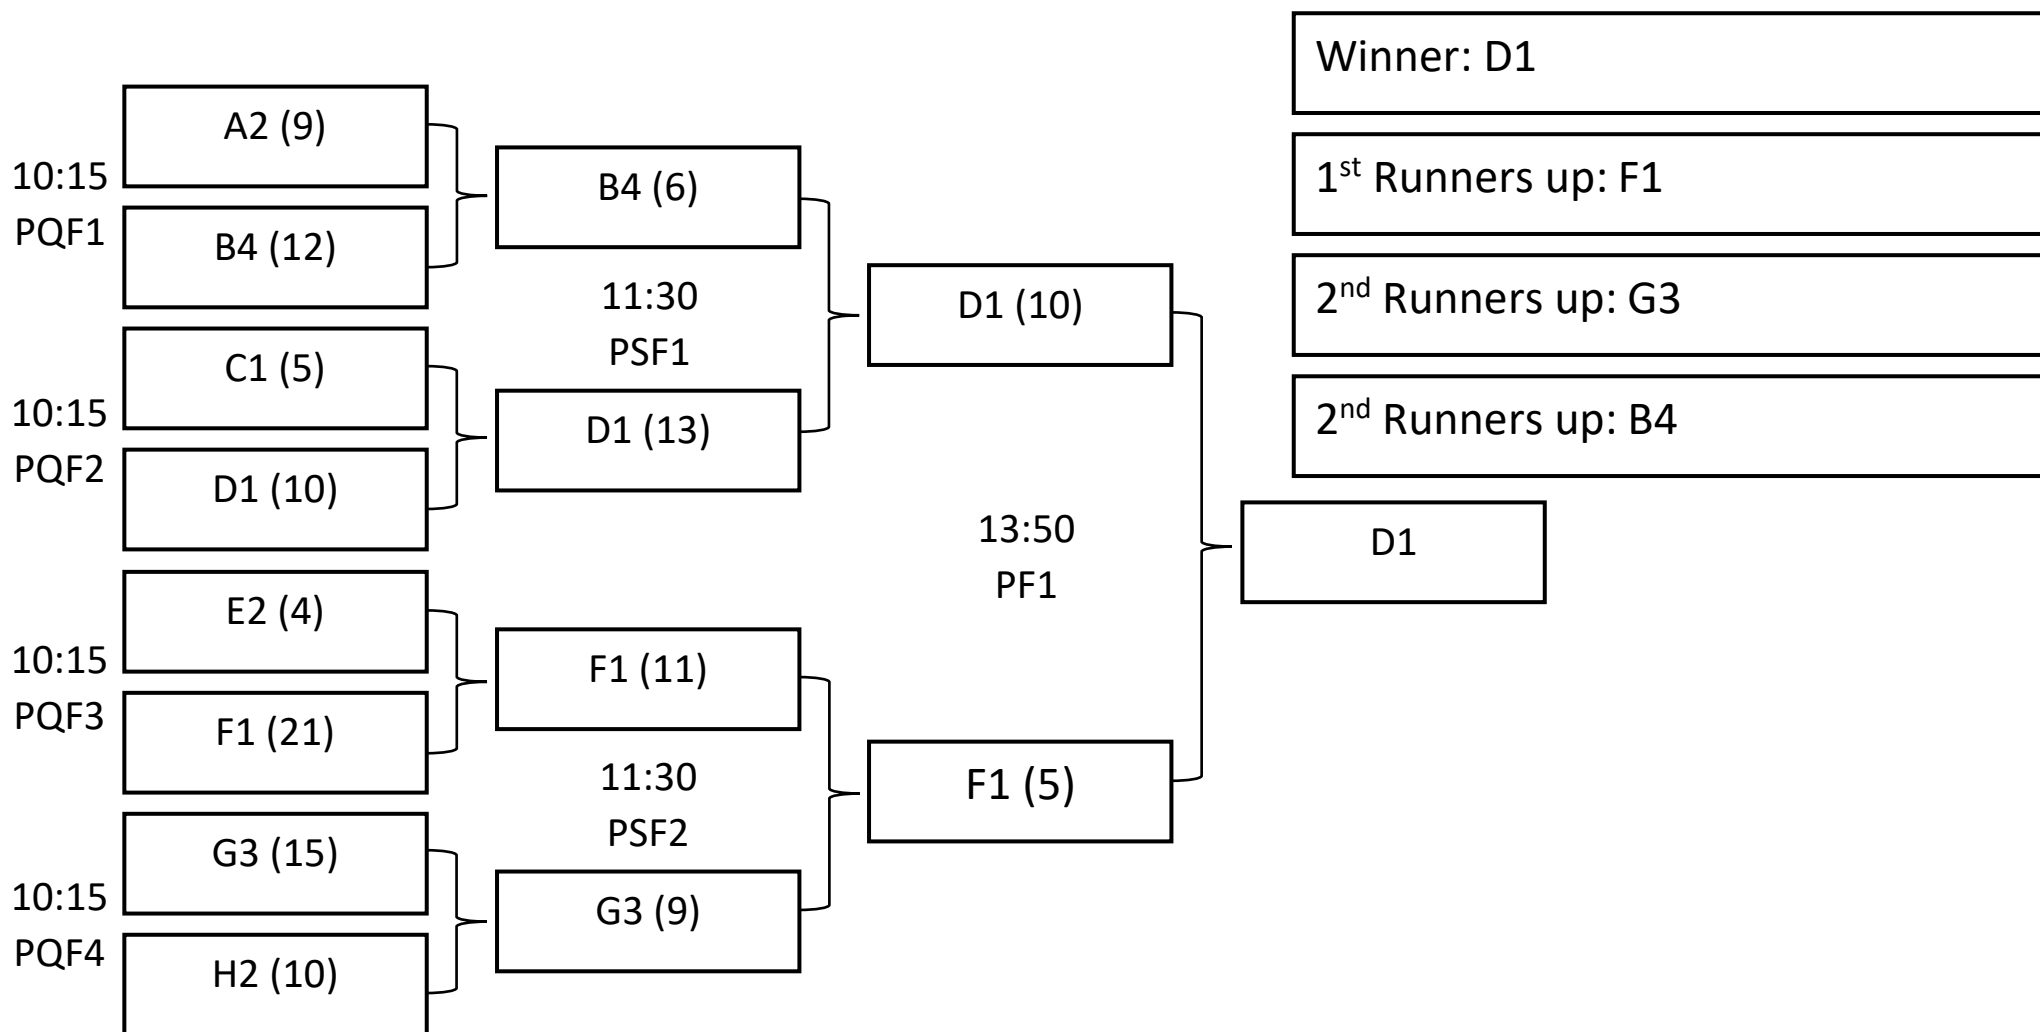 Winner: D1
1st Runners up: F1
2nd Runners up: G3
2nd Runners up: B4
10:15
PQF1
A2 (9)
B4 (12)
10:15
PQF2
C1 (5)
D1 (10)
10:15
PQF3
E2 (4)
F1 (21)
10:15
PQF4
G3 (15)
H2 (10)
B4 (6)
11:30
PSF1
D1 (13)
F1 (11)
11:30
PSF2
G3 (9)
D1 (10)
13:50
PF1
F1 (5)
D1